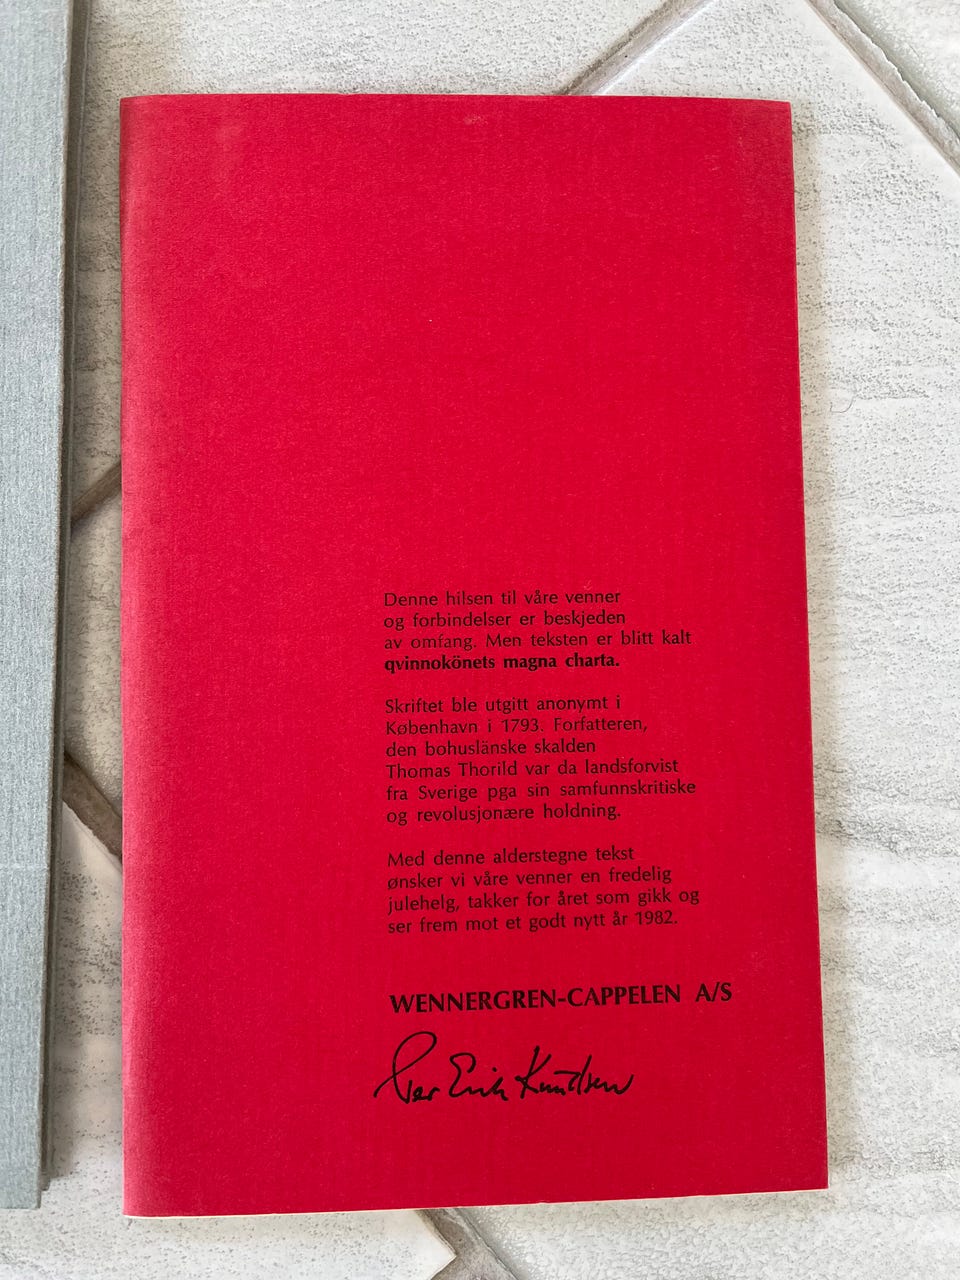 Denne hilsen til våre venner
og forbindelser er beskjeden
av omfang. Men teksten er blitt kalt
qvinnokönets magna charta.
Skriftet ble utgitt anonymt i
København i 1793. Forfatteren,
den bohuslänske skalden
Thomas Thorild var da landsforvist
fra Sverige pga sin samfunnskritiske
og revolusjonære holdning.
Med denne alderstegne tekst
ønsker vi våre venner en fredelig
julehelg, takker for året som gikk og
ser frem mot et godt nytt år 1982.
WENNERGREN-CAPPELEN A/S
Per Erik Knudsen